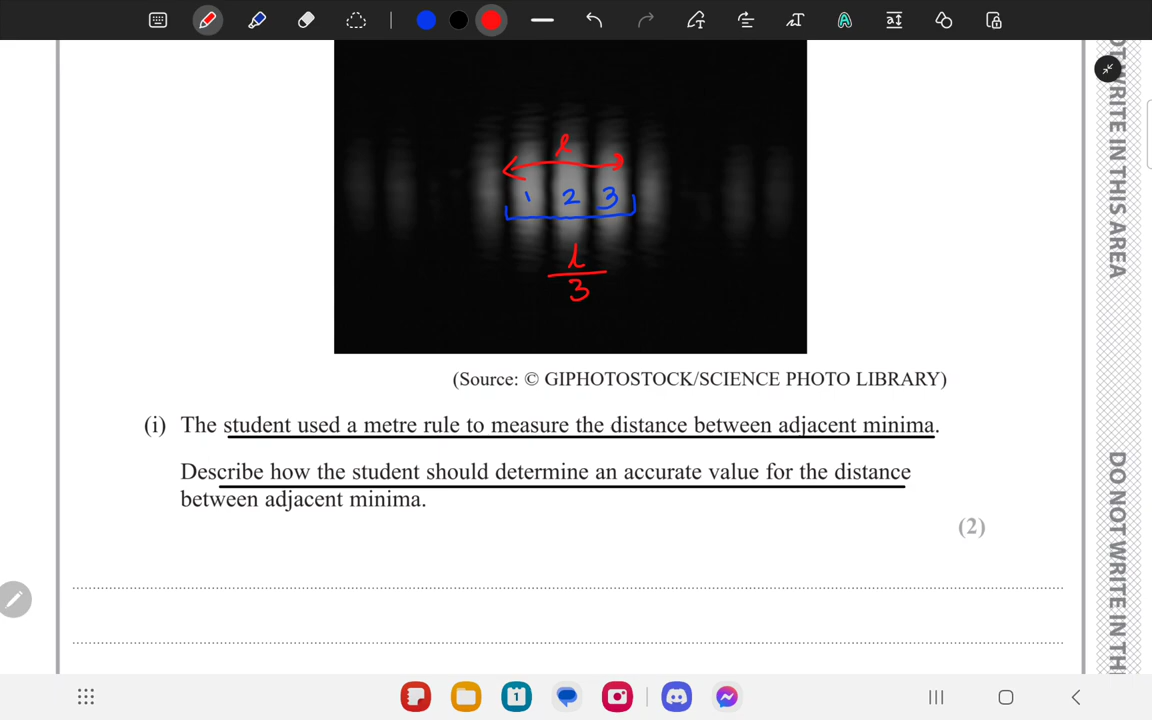 OT WRITE IN THIS AREA
l
1 2 3
l
3
(Source: © GIPHOTOSTOCK/SCIENCE PHOTO LIBRARY)
(i) The student used a metre rule to measure the distance between adjacent minima.
Describe how the student should determine an accurate value for the distance
between adjacent minima.
(2)
DO NOT WRITE IN TH